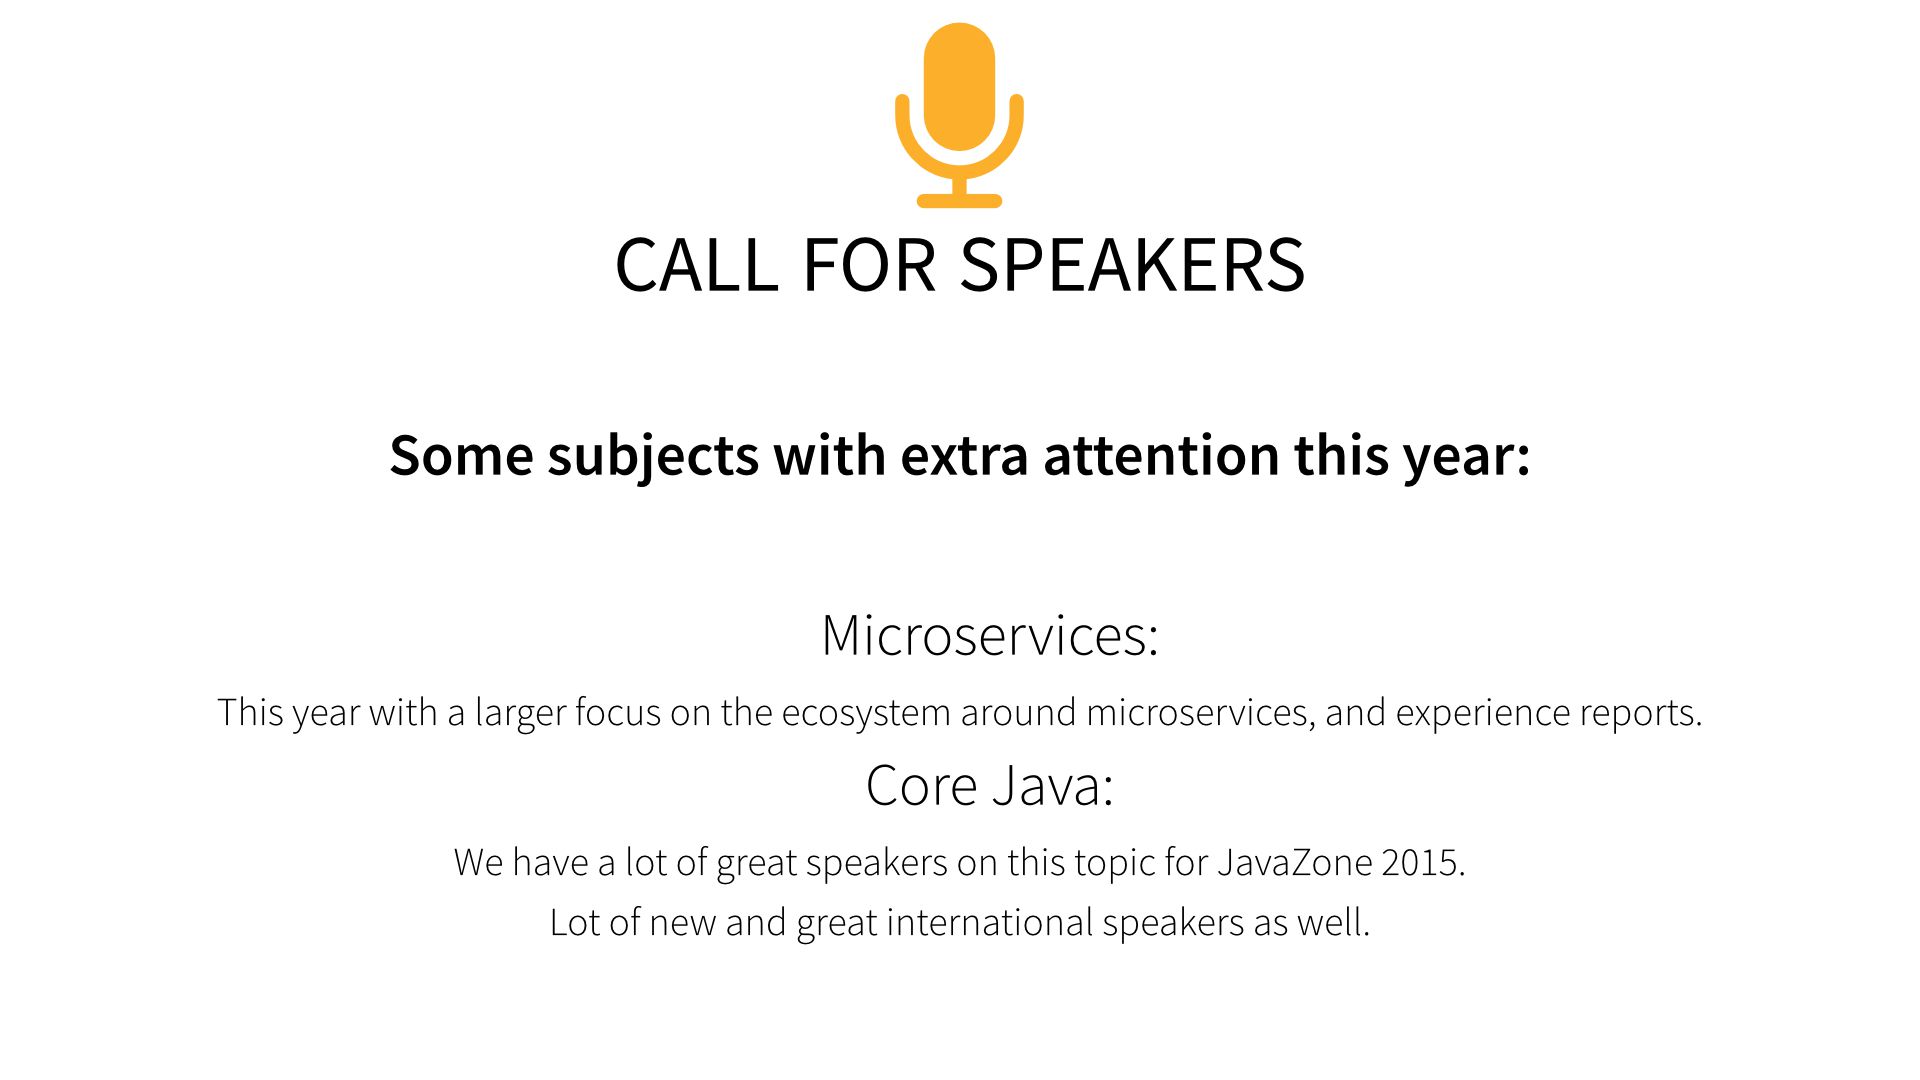 CALL FOR SPEAKERS
Some subjects with extra attention this year:
Microservices:
This year with a larger focus on the ecosystem around microservices, and experience reports.
Core Java:
We have a lot of great speakers on this topic for JavaZone 2015.
Lot of new and great international speakers as well.